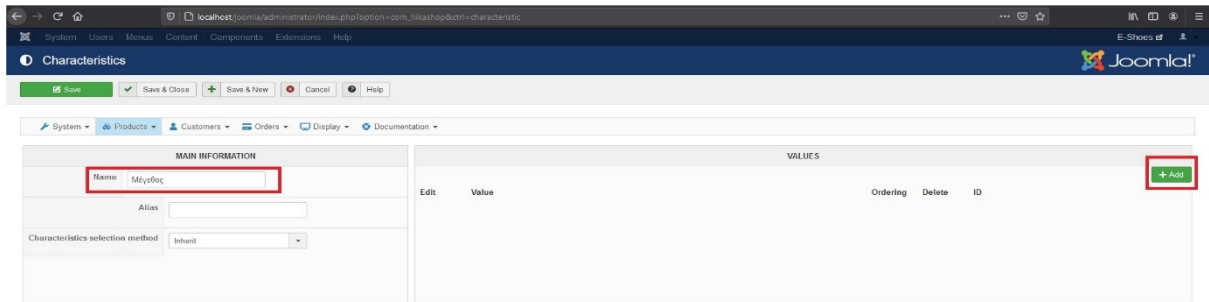 localhost/joomla/administrator/index.php?option=com_hikashop&ctrl=characteristic
System Users Menus Content Components Extensions Help E-Shoes
Characteristics Joomla!
Save Save & Close Save & New Cancel Help
System Products Customers Orders Display Documentation
MAIN INFORMATION VALUES
Name Μέγεθος + Add
Edit Value Ordering Delete ID
Alias
Characteristics selection method Inherit